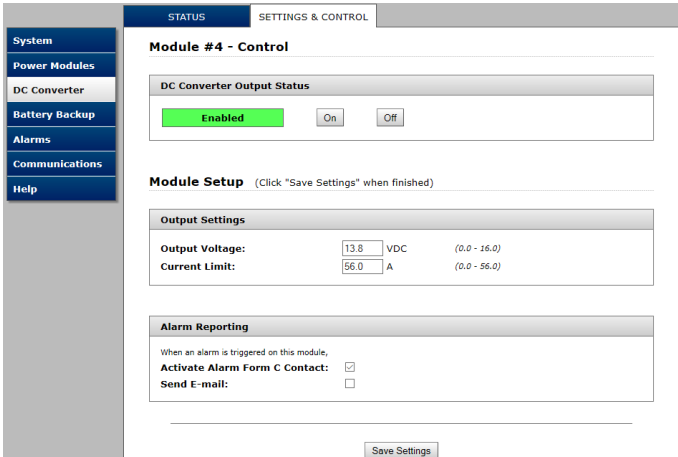 STATUS
SETTINGS & CONTROL
System
Power Modules
DC Converter
Battery Backup
Alarms
Communications
Help
Module #4 - Control
DC Converter Output Status
Enabled On Off
Module Setup (Click "Save Settings" when finished)
Output Settings
Output Voltage: 13.8 VDC (0.0 - 16.0)
Current Limit: 56.0 A (0.0 - 56.0)
Alarm Reporting
When an alarm is triggered on this module,
Activate Alarm Form C Contact:
Send E-mail:
Save Settings